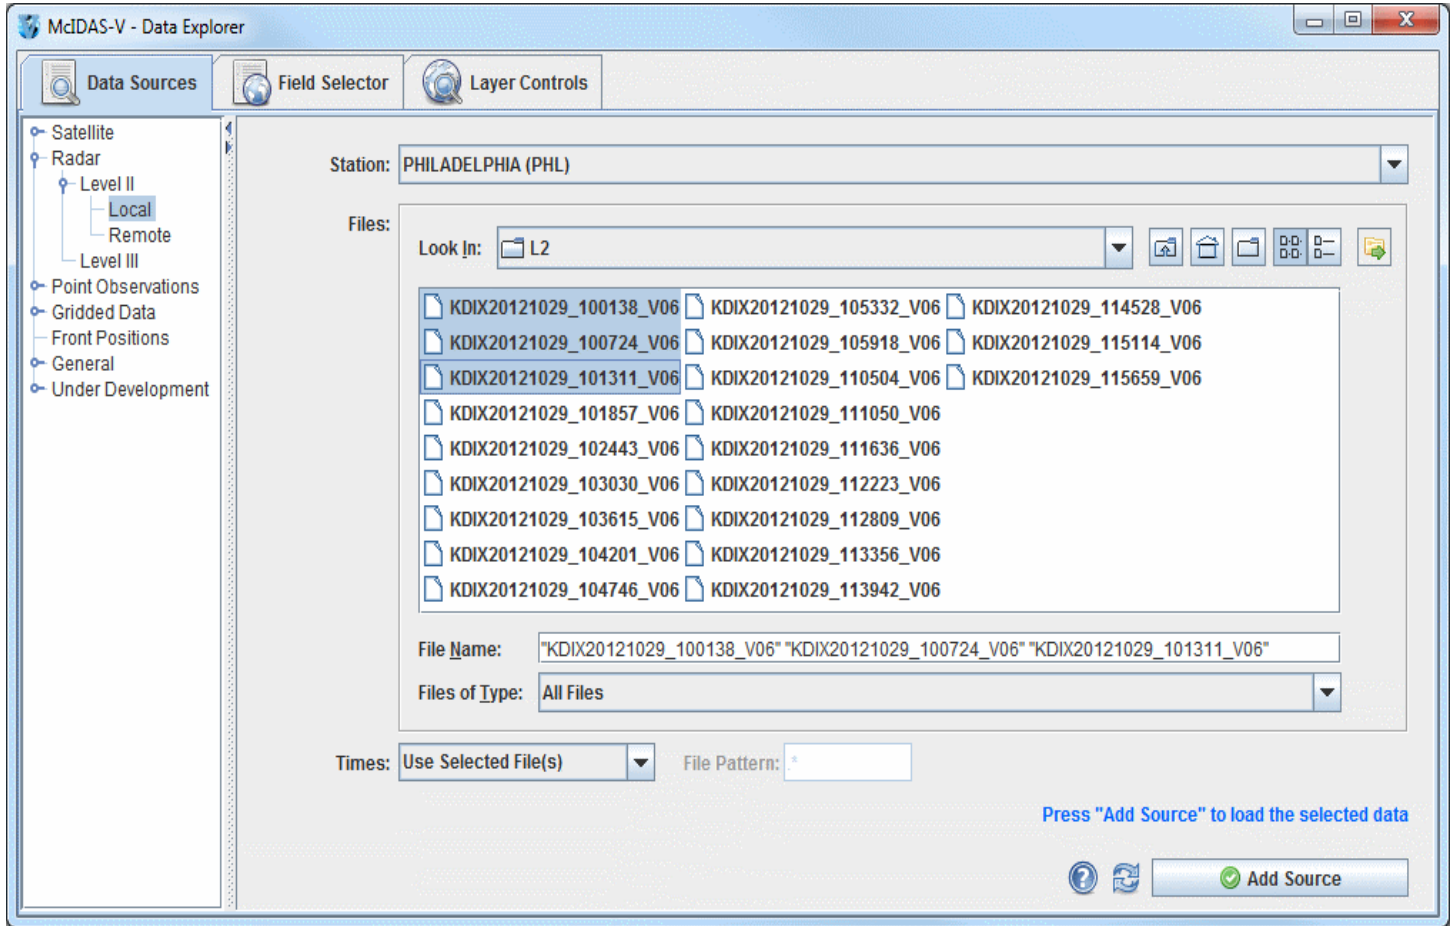 McIDAS-V - Data Explorer
Data Sources
Field Selector
Layer Controls
Satellite
Radar
Level II
Local
Remote
Level III
Point Observations
Gridded Data
Front Positions
General
Under Development
Station: PHILADELPHIA (PHL)
Files:
Look In: L2
KDIX20121029_100138_V06 KDIX20121029_105332_V06 KDIX20121029_114528_V06
KDIX20121029_100724_V06 KDIX20121029_105918_V06 KDIX20121029_115114_V06
KDIX20121029_101311_V06 KDIX20121029_110504_V06 KDIX20121029_115659_V06
KDIX20121029_101857_V06 KDIX20121029_111050_V06
KDIX20121029_102443_V06 KDIX20121029_111636_V06
KDIX20121029_103030_V06 KDIX20121029_112223_V06
KDIX20121029_103615_V06 KDIX20121029_112809_V06
KDIX20121029_104201_V06 KDIX20121029_113356_V06
KDIX20121029_104746_V06 KDIX20121029_113942_V06
File Name: "KDIX20121029_100138_V06" "KDIX20121029_100724_V06" "KDIX20121029_101311_V06"
Files of Type: All Files
Times: Use Selected File(s) File Pattern: .*
Press "Add Source" to load the selected data
Add Source